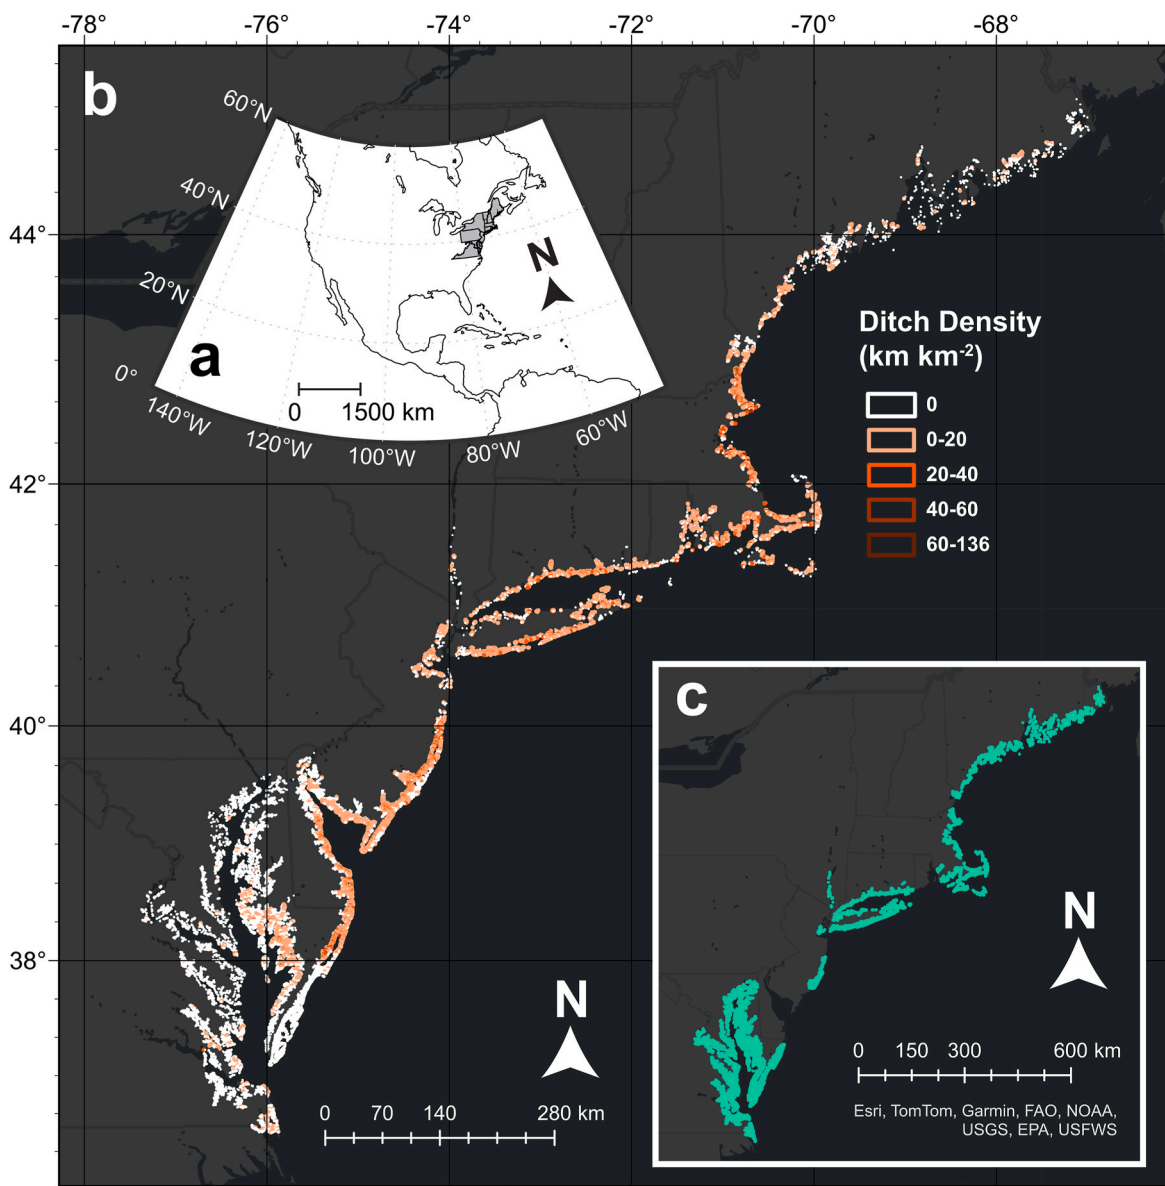 -78°
-76°
-74°
-72°
-70°
-68°
b
60°N
40°N
20°N
0°
140°W
120°W
100°W
80°W
60°W
N
a
0 1500 km
44°
42°
40°
38°
Ditch Density
(km km-2)
0
0-20
20-40
40-60
60-136
N
0 70 140 280 km
c
N
0 150 300 600 km
Esri, TomTom, Garmin, FAO, NOAA,
USGS, EPA, USFWS